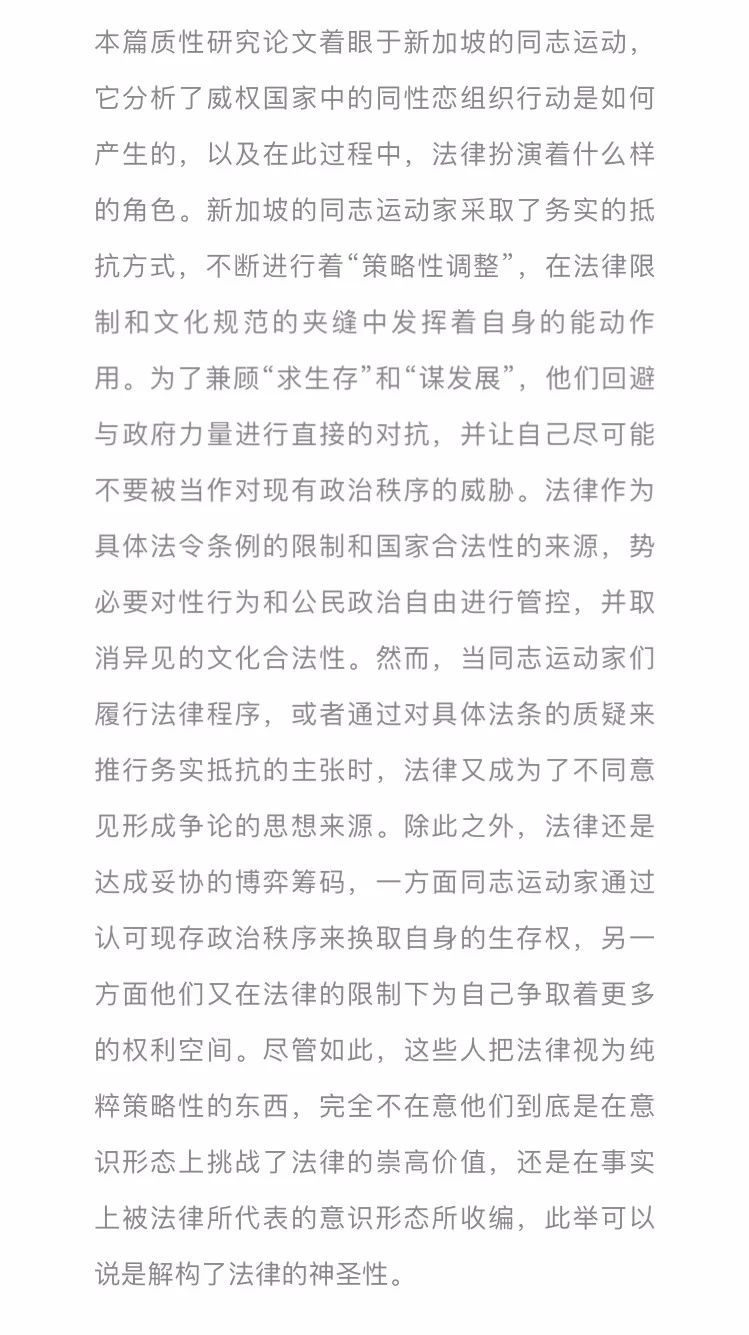 本篇质性研究论文着眼于新加坡的同志运动，
它分析了威权国家中的同性恋组织行动是如何
产生的，以及在此过程中，法律扮演着什么样
的角色。新加坡的同志运动家采取了务实的抵
抗方式，不断进行着“策略性调整”，在法律限
制和文化规范的夹缝中发挥着自身的能动作
用。为了兼顾“求生存”和“谋发展”，他们回避
与政府力量进行直接的对抗，并让自己尽可能
不要被当作对现有政治秩序的威胁。法律作为
具体法令条例的限制和国家合法性的来源，势
必要对性行为和公民政治自由进行管控，并取
消异见的文化合法性。然而，当同志运动家们
履行法律程序，或者通过对具体法条的质疑来
推行务实抵抗的主张时，法律又成为了不同意
见形成争论的思想来源。除此之外，法律还是
达成妥协的博弈筹码，一方面同志运动家通过
认可现存政治秩序来换取自身的生存权，另一
方面他们又在法律的限制下为自己争取着更多
的权利空间。尽管如此，这些人把法律视为纯
粹策略性的东西，完全不在意他们到底是在意
识形态上挑战了法律的崇高价值，还是在事实
上被法律所代表的意识形态所收编，此举可以
说是解构了法律的神圣性。